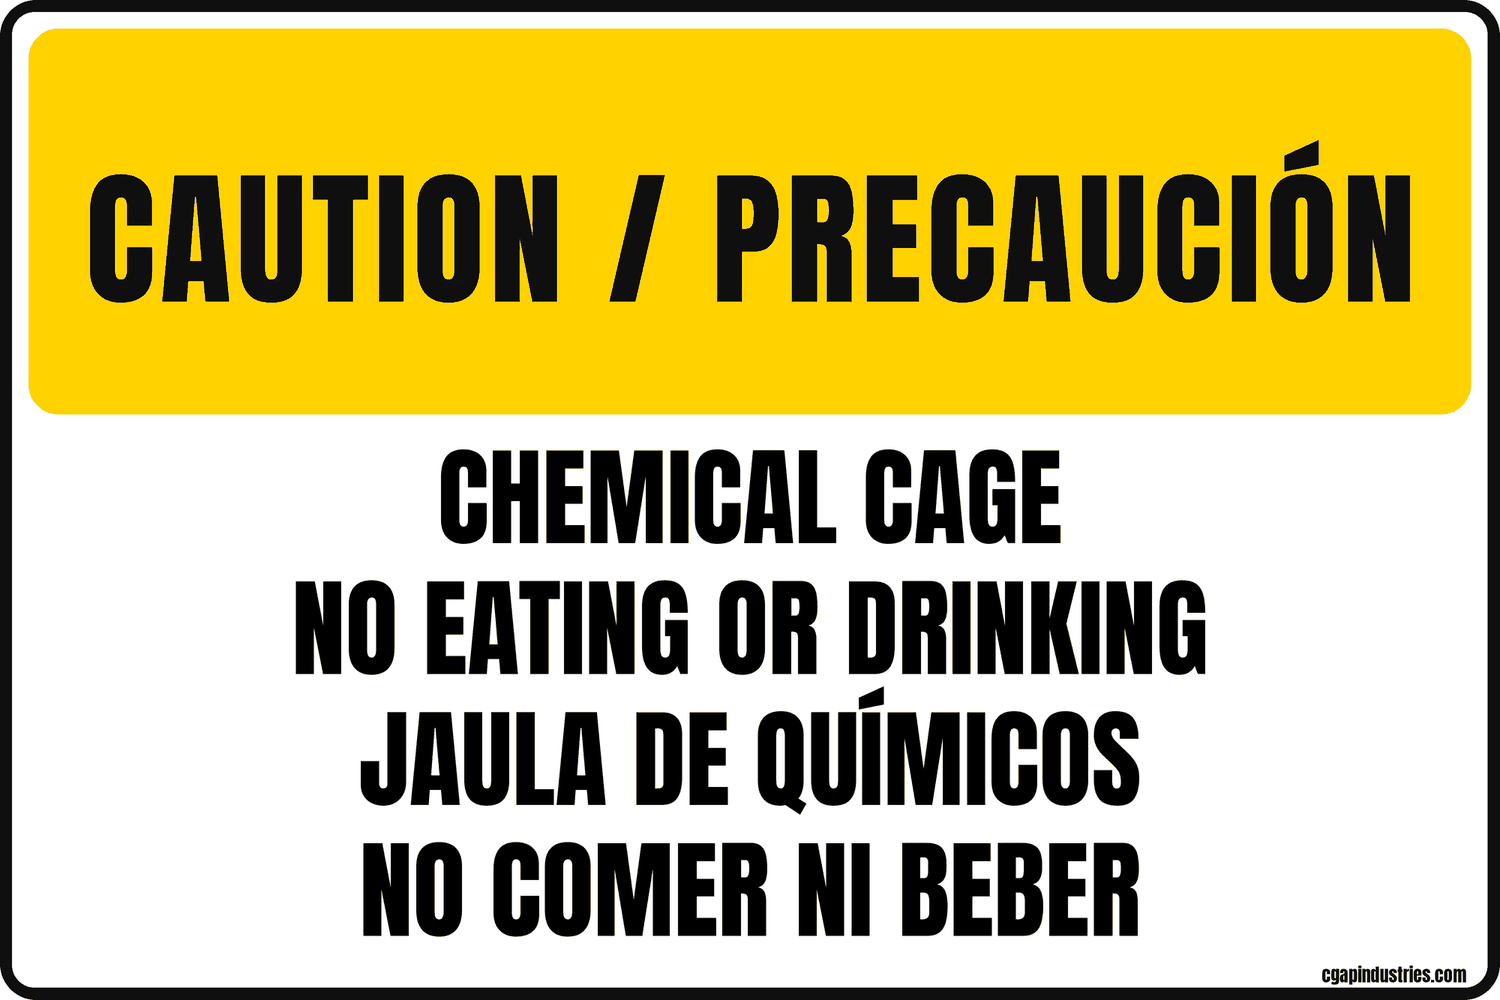 CAUTION / PRECAUCIÓN
CHEMICAL CAGE
NO EATING OR DRINKING
JAULA DE QUÍMICOS
NO COMER NI BEBER
cgapindustries.com